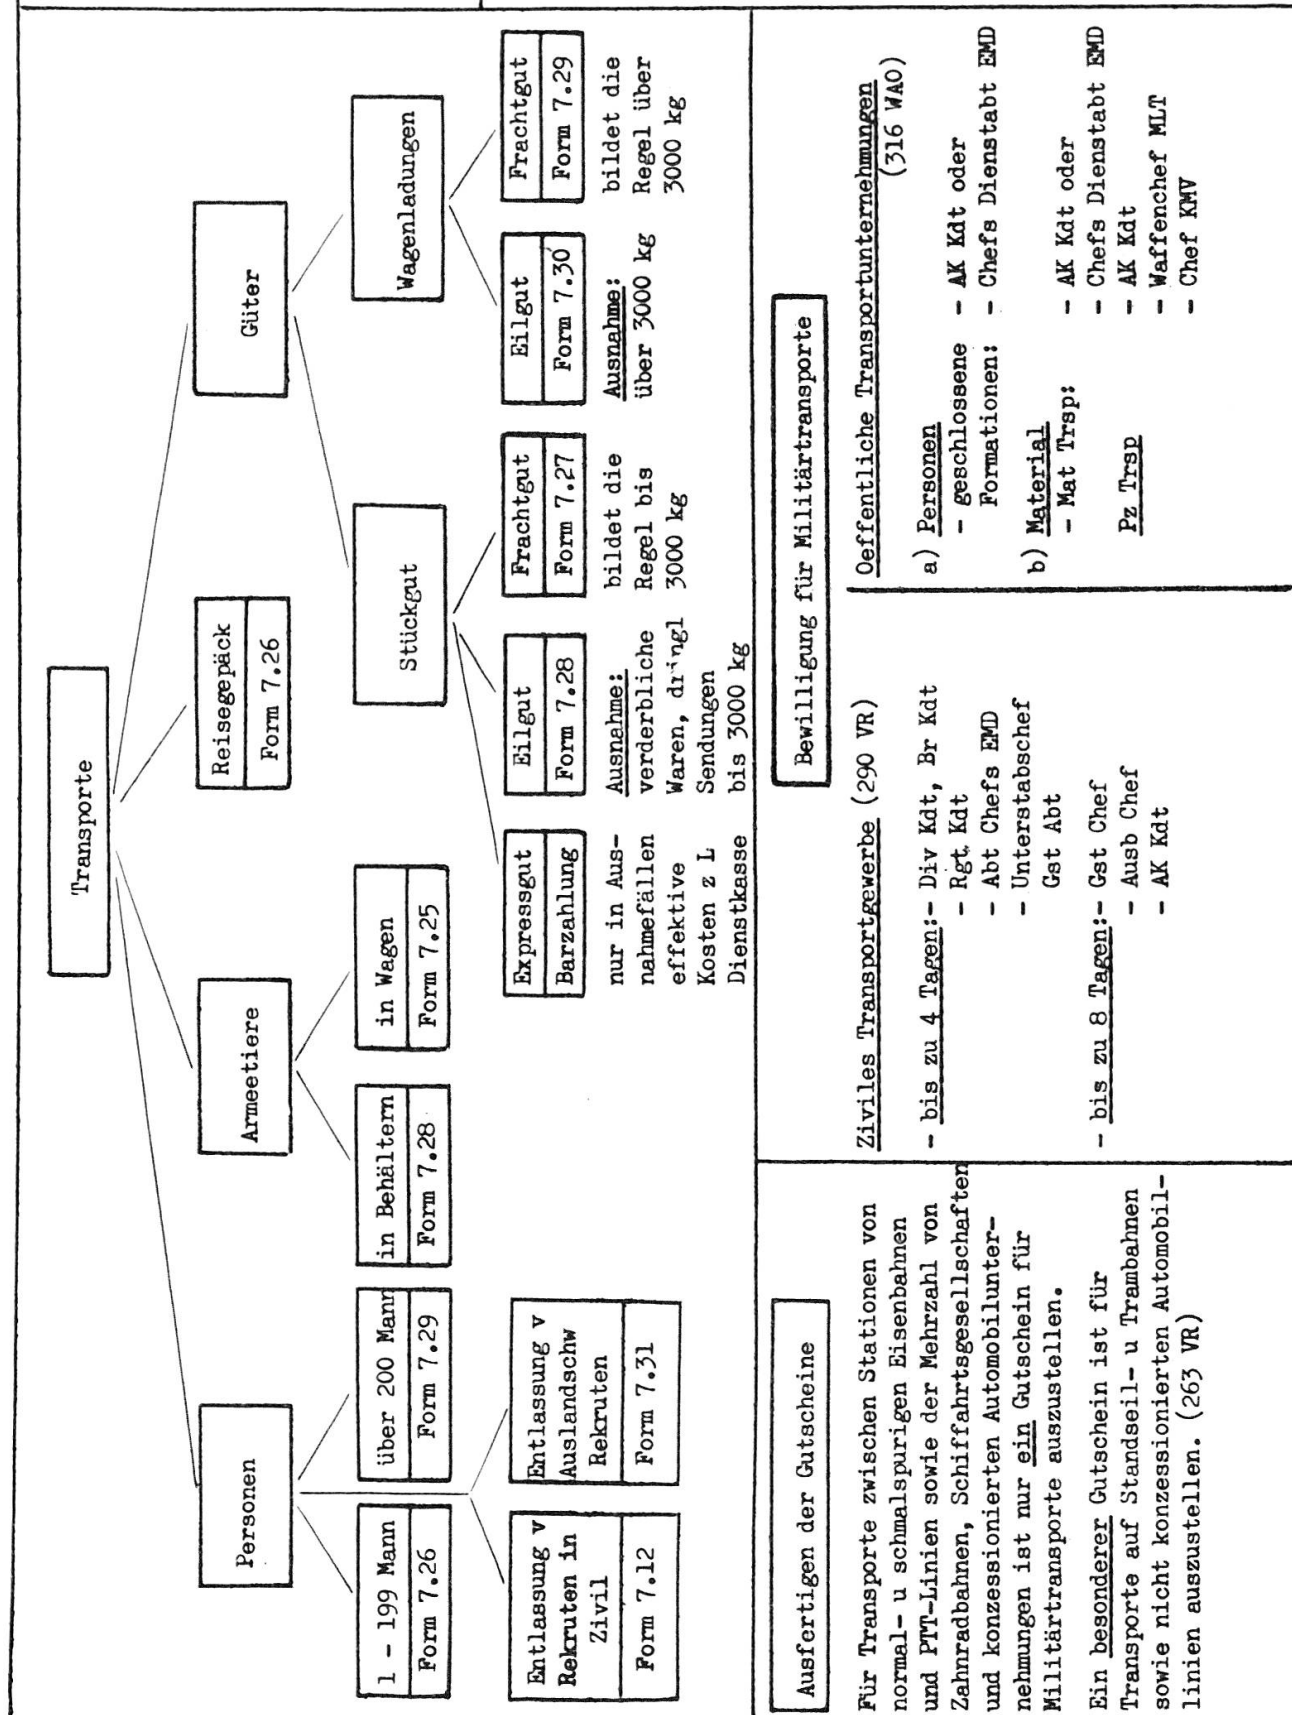 Transporte
Personen
Armeetiere
Reisegepäck
Form 7.26
Güter
1 - 199 Mann
Form 7.26
über 200 Mann
Form 7.29
in Behältern
Form 7.28
in Wagen
Form 7.25
Stückgut
Wagenladungen
Entlassung v
Rekruten in
Zivil
Form 7.12
Entlassung v
Auslandschw
Rekruten
Form 7.31
Expressgut
Barzahlung
nur in Aus-
nahmefällen
effektive
Kosten z L
Dienstkasse
Eilgut
Form 7.28
Ausnahme:
verderbliche
Waren, dringl
Sendungen
bis 3000 kg
Frachtgut
Form 7.27
bildet die
Regel bis
3000 kg
Eilgut
Form 7.30
Ausnahme:
über 3000 kg
Frachtgut
Form 7.29
bildet die
Regel über
3000 kg
Ausfertigen der Gutscheine
Für Transporte zwischen Stationen von
normal- u schmalspurigen Eisenbahnen
und PTT-Linien sowie der Mehrzahl von
Zahnradbahnen, Schiffahrtsgesellschaften
und konzessionierten Automobilunter-
nehmungen ist nur ein Gutschein für
Militärtransporte auszustellen.
Ein besonderer Gutschein ist für
Transporte auf Standseil- u Trambahnen
sowie nicht konzessionierten Automobil-
linien auszustellen. (263 VR)
Bewilligung für Militärtransporte
Ziviles Transportgewerbe (290 VR)
- bis zu 4 Tagen:- Div Kdt, Br Kdt
- Rgt Kdt
- Abt Chefs EMD
- Unterstabschef
Gst Abt
- bis zu 8 Tagen:- Gst Chef
- Ausb Chef
- AK Kdt
Oeffentliche Transportunternehmungen
(316 WAO)
a) Personen
- geschlossene - AK Kdt oder
Formationen: - Chefs Dienstabt EMD
b) Material
- Mat Trsp: - AK Kdt oder
- Chefs Dienstabt EMD
Pz Trsp - AK Kdt
- Waffenchef MLT
- Chef KMV